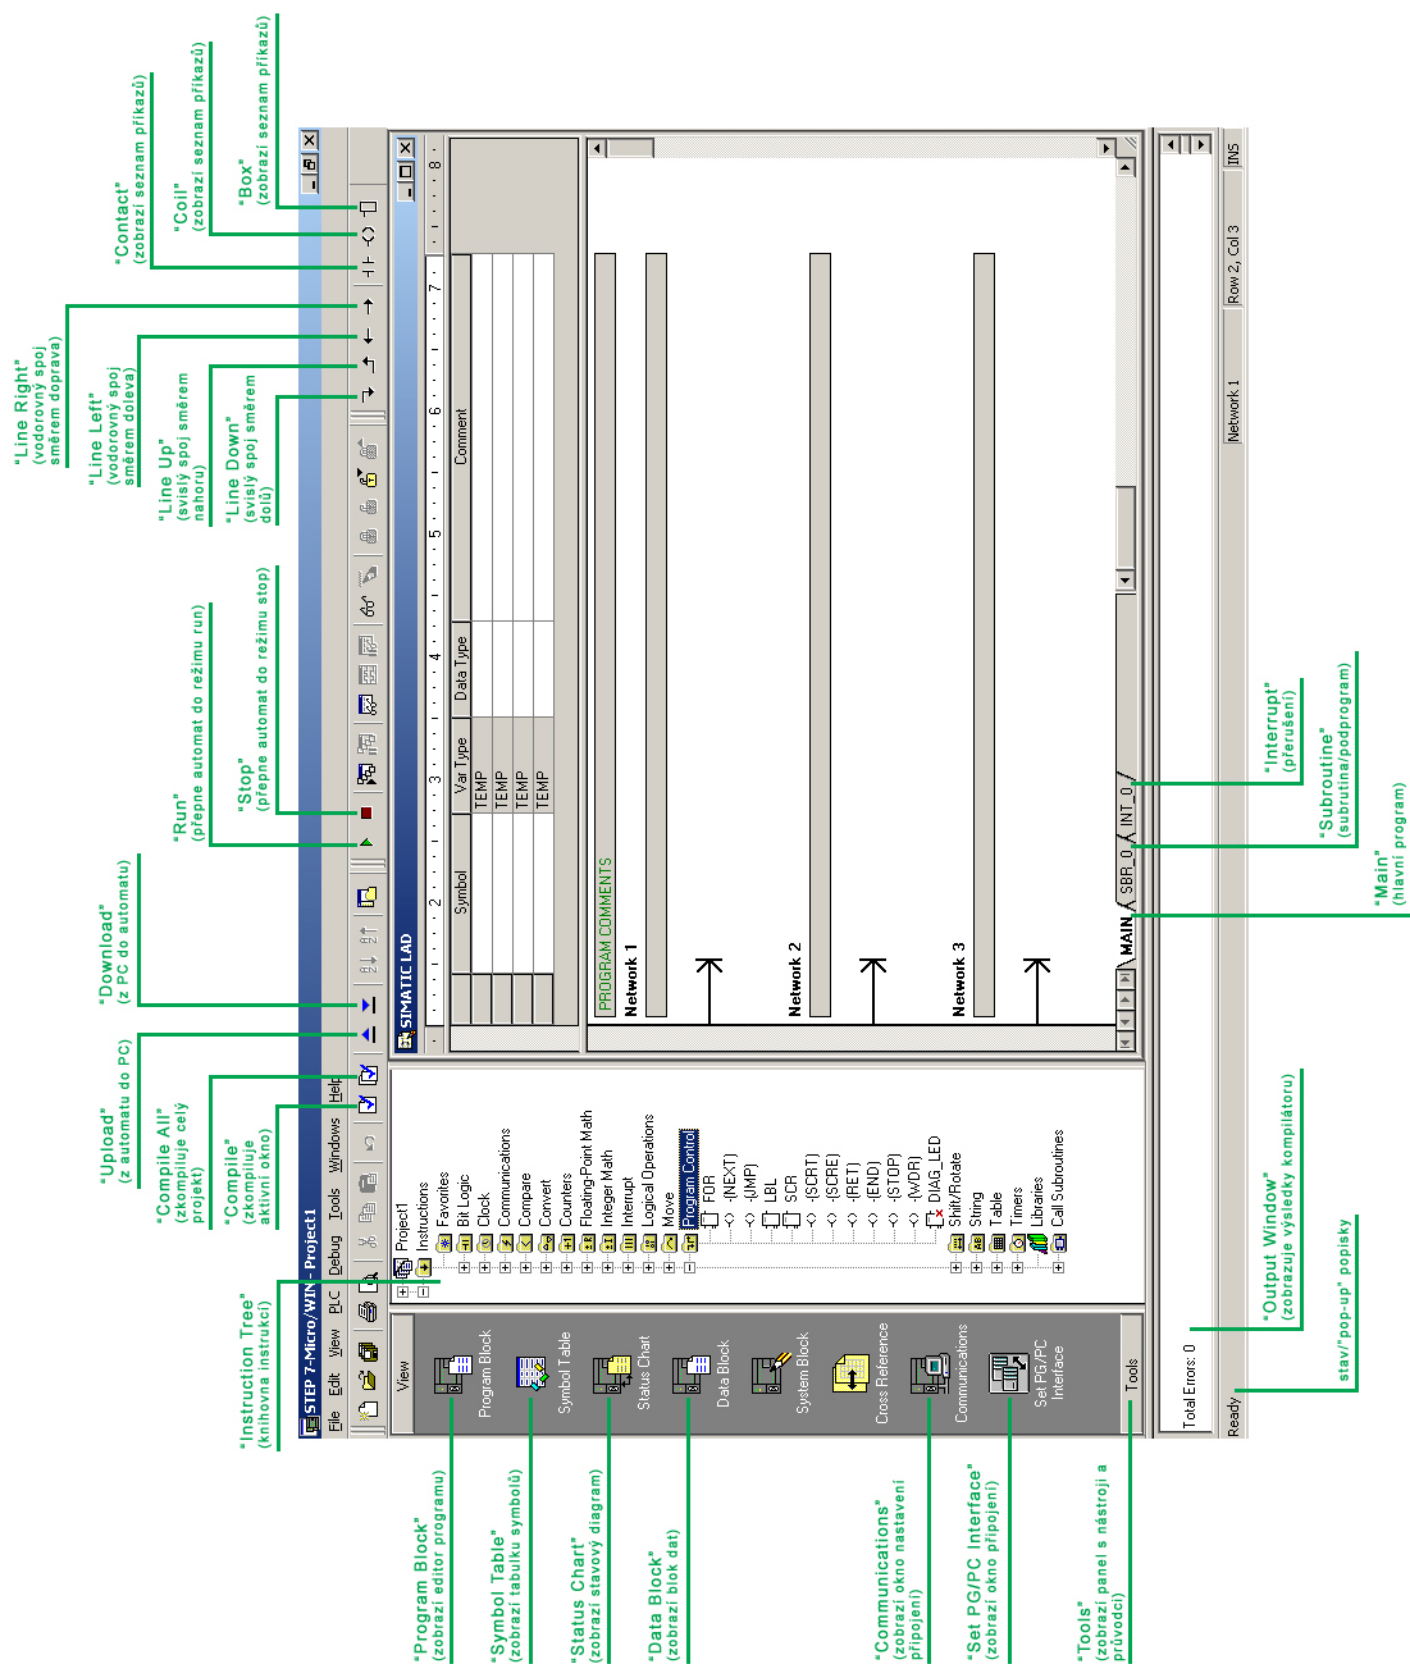 "Instruction Tree"
(knihovna instrukcí)
"Compile"
(zkompiluje
aktivní okno)
"Compile All"
(zkompiluje celý
projekt)
"Upload"
(z automatu do PC)
"Download"
(z PC do automatu)
"Run"
(přepne automat do režimu run)
"Stop"
(přepne automat do režimu stop)
"Line Down"
(svislý spoj směrem
dolů)
"Line Up"
(svislý spoj směrem
nahoru)
"Line Left"
(vodorovný spoj
směrem doleva)
"Line Right"
(vodorovný spoj
směrem doprava)
"Contact"
(zobrazí seznam příkazů)
"Coil"
(zobrazí seznam příkazů)
"Box"
(zobrazí seznam příkazů)
STEP 7-Micro/WIN - Project1
File Edit View PLC Debug Tools Windows Help
View
Program Block
Symbol Table
Status Chart
Data Block
System Block
Cross Reference
Communications
Set PG/PC
Interface
Tools
"Program Block"
(zobrazí editor programu)
"Symbol Table"
(zobrazí tabulku symbolů)
"Status Chart"
(zobrazí stavový diagram)
"Data Block"
(zobrazí blok dat)
"Communications"
(zobrazí okno nastavení
připojení)
"Set PG/PC Interface"
(zobrazí okno připojení)
"Tools"
(zobrazí panel s nástroji a
průvodci)
Project1
Instructions
Favorites
Bit Logic
Clock
Communications
Compare
Convert
Counters
Floating-Point Math
Integer Math
Interrupt
Logical Operations
Move
Program Control
FOR
-(NEXT)
-(JMP)
LBL
SCR
-(SCRT)
-(SCRE)
-(RET)
-(END)
-(STOP)
-(WDR)
DIAG_LED
Shift/Rotate
String
Table
Timers
Libraries
Call Subroutines
SIMATIC LAD
2 3 4 5 6 7 8
Symbol Var Type Data Type Comment
TEMP
TEMP
TEMP
TEMP
PROGRAM COMMENTS
Network 1
Network 2
Network 3
MAIN SBR_0 INT_0
Total Errors: 0
Ready Network 1 Row 2, Col 3 INS
"Output Window"
(zobrazuje výsledky kompilátoru)
stav/"pop-up" popisky
"Main"
(hlavní program)
"Subroutine"
(subrutina/podprogram)
"Interrupt"
(přerušení)